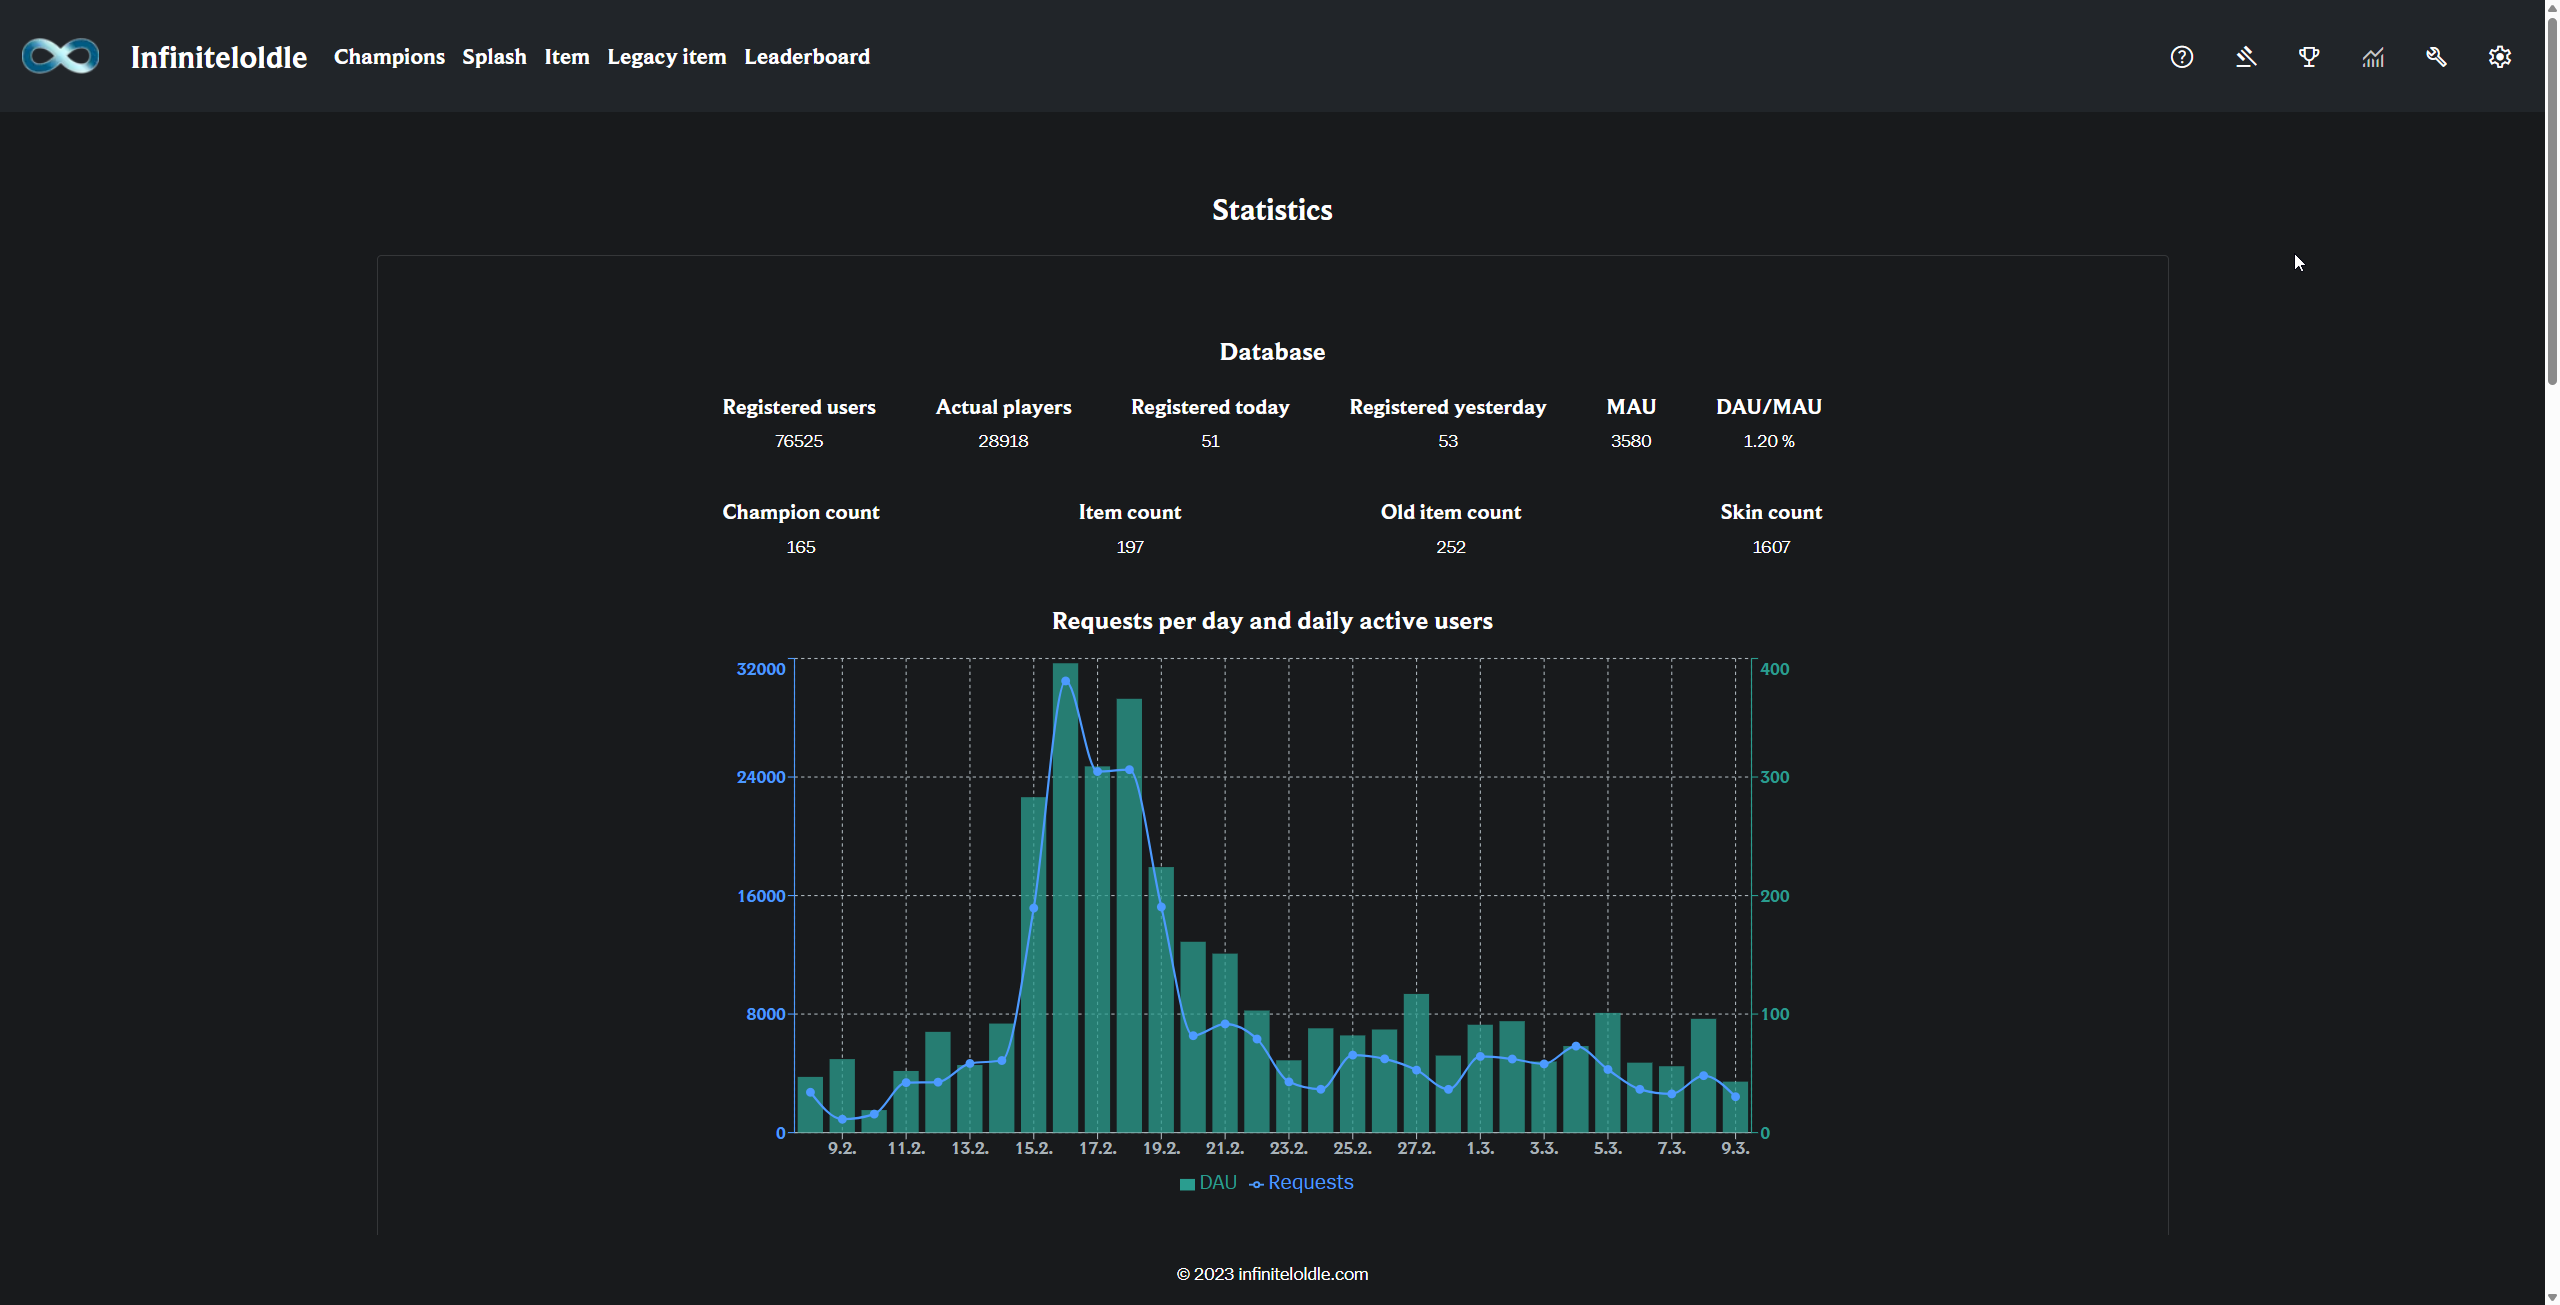 Infiniteloldle Champions Splash Item Legacy item Leaderboard
Statistics
Database
Registered users Actual players Registered today Registered yesterday MAU DAU/MAU
76525 28918 51 53 3580 1.20 %
Champion count Item count Old item count Skin count
165 197 252 1607
Requests per day and daily active users
32000 400
24000 300
16000 200
8000 100
0 0
9.2. 11.2. 13.2. 15.2. 17.2. 19.2. 21.2. 23.2. 25.2. 27.2. 1.3. 3.3. 5.3. 7.3. 9.3.
DAU Requests
© 2023 infiniteloldle.com